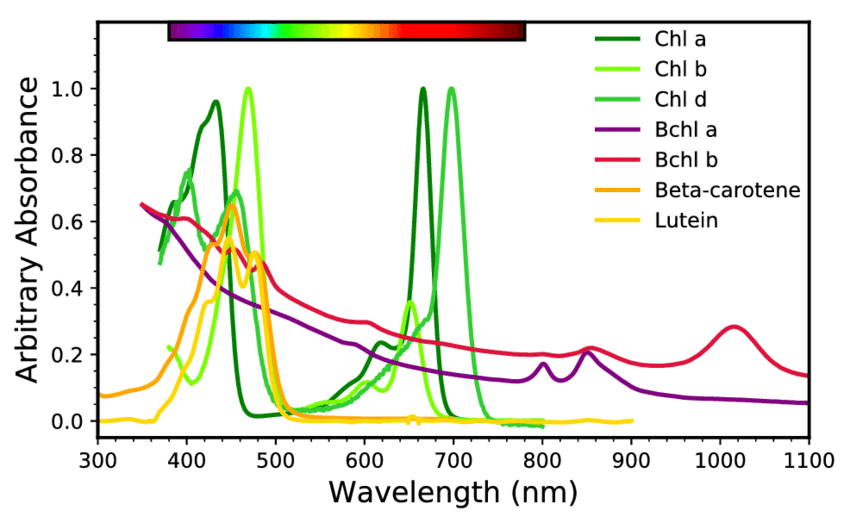 Chl a
Chl b
Chl d
Bchl a
Bchl b
Beta-carotene
Lutein
1.0
0.8
0.6
0.4
0.2
0.0
Arbitrary Absorbance
300 400 500 600 700 800 900 1000 1100
Wavelength (nm)